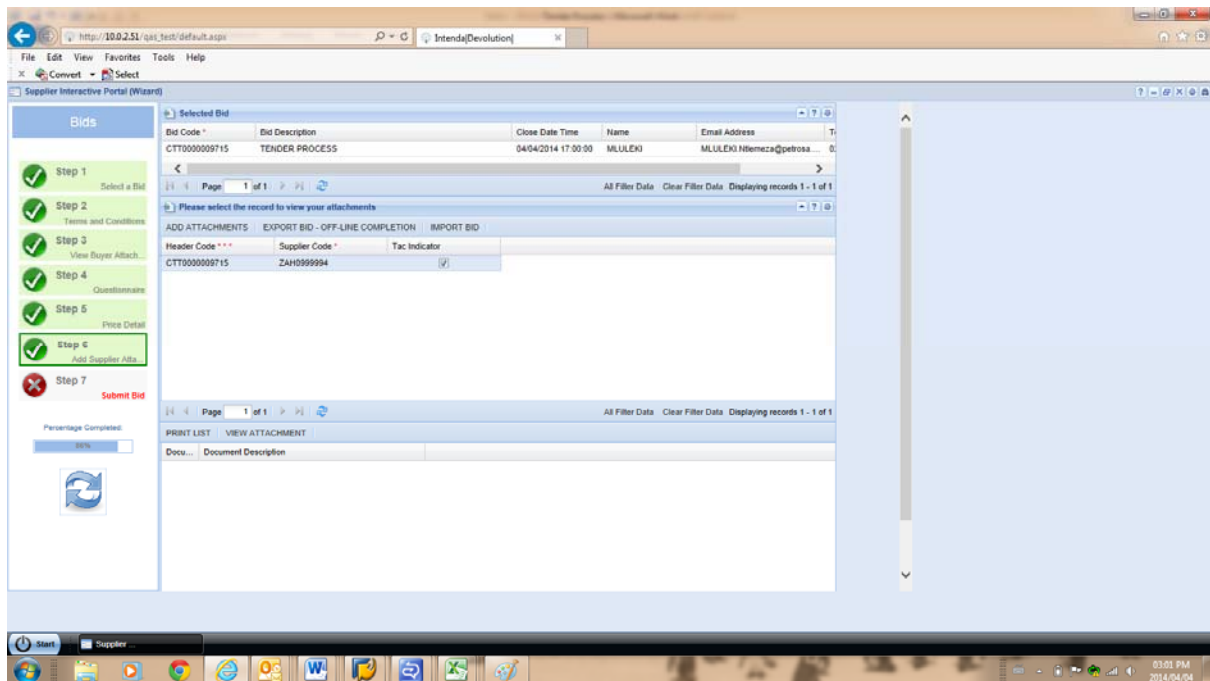 http://10.0.2.51/qas_test/default.aspx
Intenda|Devolution|
File Edit View Favorites Tools Help
Convert Select
Supplier Interactive Portal (Wizard)
Bids
Step 1
Select a Bid
Step 2
Terms and Conditions
Step 3
View Buyer Attach...
Step 4
Questionnaire
Step 5
Price Detail
Step 6
Add Supplier Atta...
Step 7
Submit Bid
Percentage Completed:
Selected Bid
Bid Code * Bid Description Close Date Time Name Email Address
CTT0000009715 TENDER PROCESS 04/04/2014 17:00:00 MLULEKI MLULEKI.Ntlemeza@petrosa....
Page 1 of 1 All Filter Data Clear Filter Data Displaying records 1 - 1 of 1
Please select the record to view your attachments
ADD ATTACHMENTS EXPORT BID - OFF-LINE COMPLETION IMPORT BID
Header Code * * * Supplier Code * Tac Indicator
CTT0000009715 ZAH0999994
Page 1 of 1 All Filter Data Clear Filter Data Displaying records 1 - 1 of 1
PRINT LIST VIEW ATTACHMENT
Docu... Document Description
Start Supplier ...
03:01 PM
2014/04/04